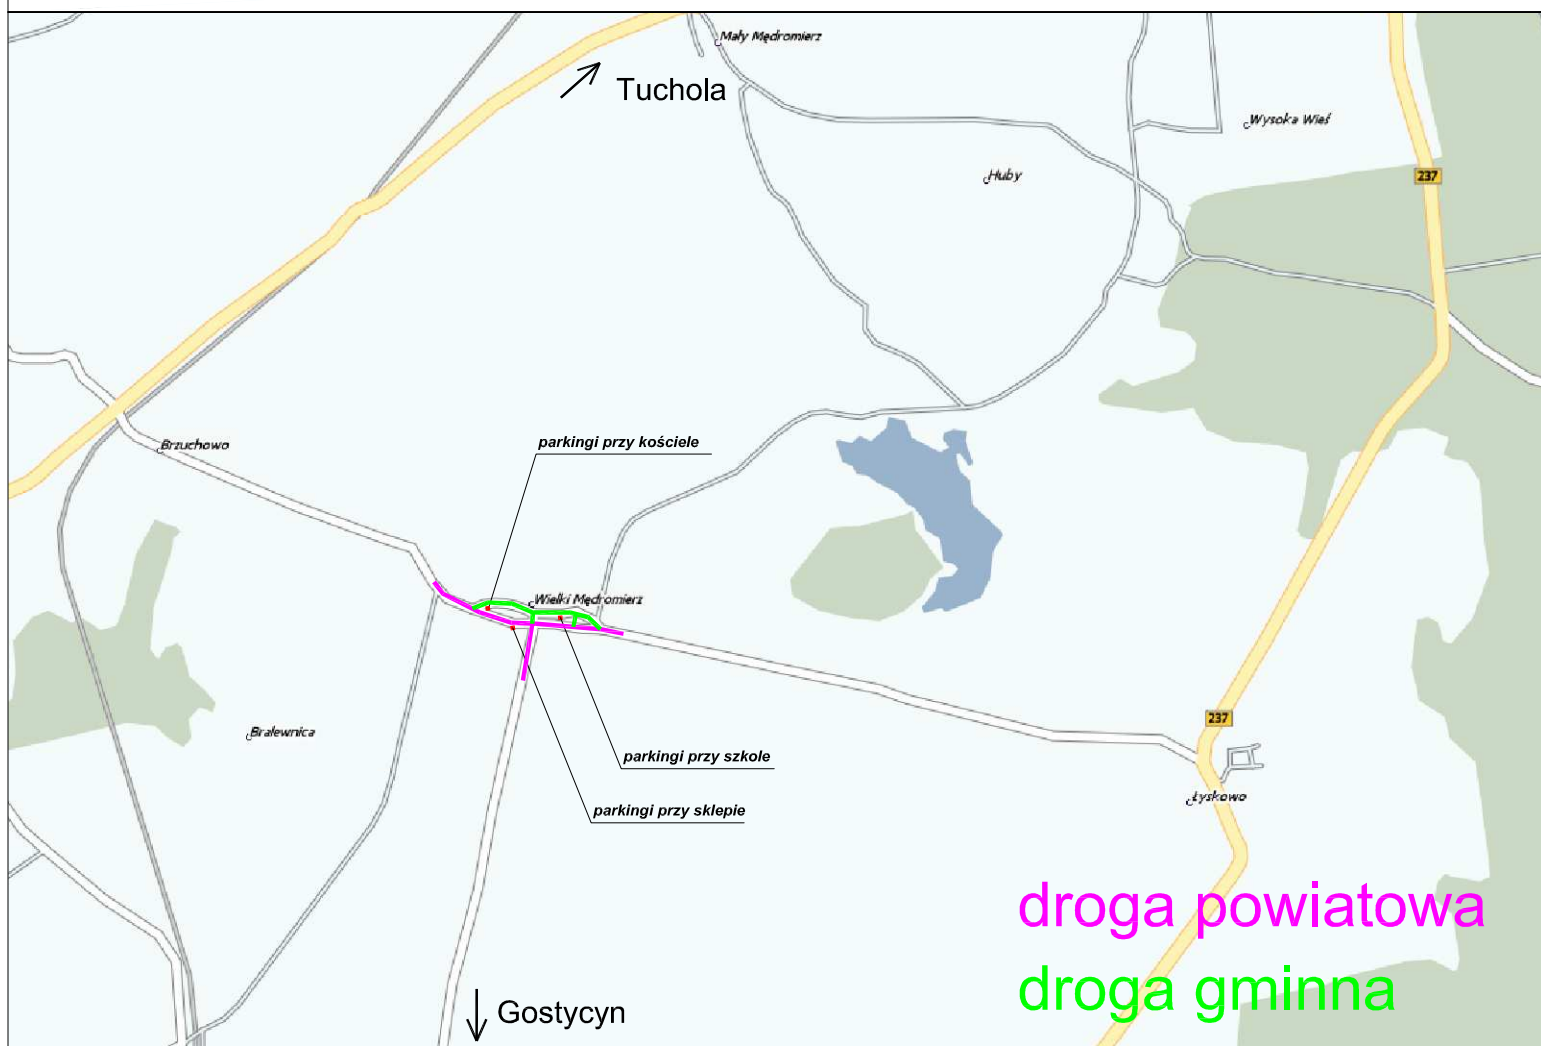 Mały Mędromierz
Tuchola
Wysoka Wieś
Huby
237
parkingi przy kościele
Brzuchowo
Wielki Mędromierz
237
Bralewnica
parkingi przy szkole
Łyskowo
parkingi przy sklepie
droga powiatowa
droga gminna
Gostycyn